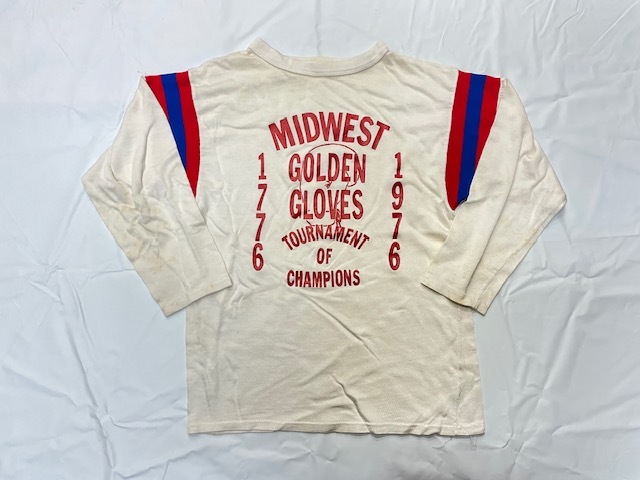 MIDWEST
GOLDEN
GLOVES
TOURNAMENT
OF
CHAMPIONS
1776
1976